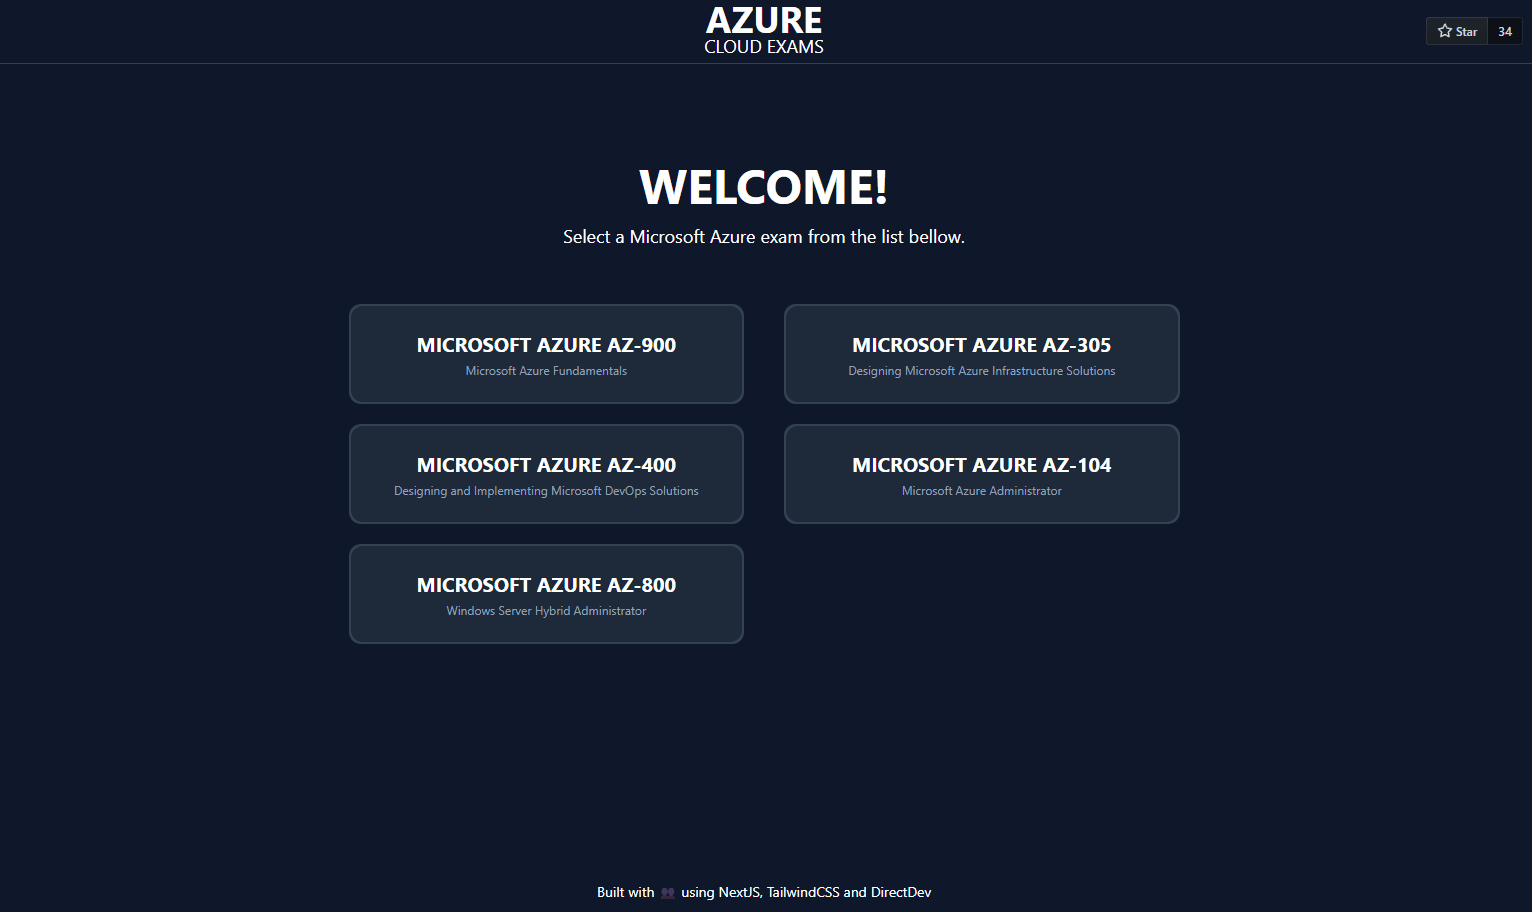 AZURE
CLOUD EXAMS
Star 34
WELCOME!
Select a Microsoft Azure exam from the list bellow.
MICROSOFT AZURE AZ-900
Microsoft Azure Fundamentals
MICROSOFT AZURE AZ-305
Designing Microsoft Azure Infrastructure Solutions
MICROSOFT AZURE AZ-400
Designing and Implementing Microsoft DevOps Solutions
MICROSOFT AZURE AZ-104
Microsoft Azure Administrator
MICROSOFT AZURE AZ-800
Windows Server Hybrid Administrator
Built with 👥 using NextJS, TailwindCSS and DirectDev